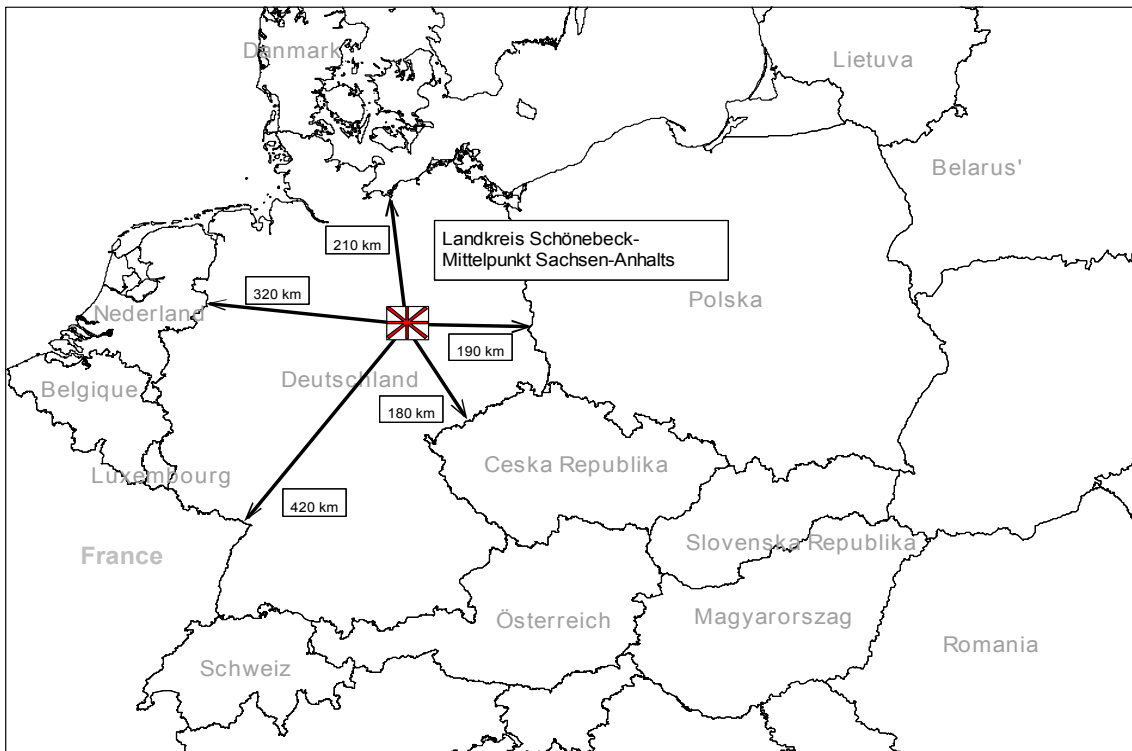 Danmark
Lietuva
Belarus'
210 km
Landkreis Schönebeck-
Mittelpunkt Sachsen-Anhalts
320 km
Nederland
Polska
190 km
Deutschland
Belgique
180 km
Ceska Republika
Luxembourg
420 km
France
Slovenska Republika
Österreich
Magyarorszag
Romania
Schweiz